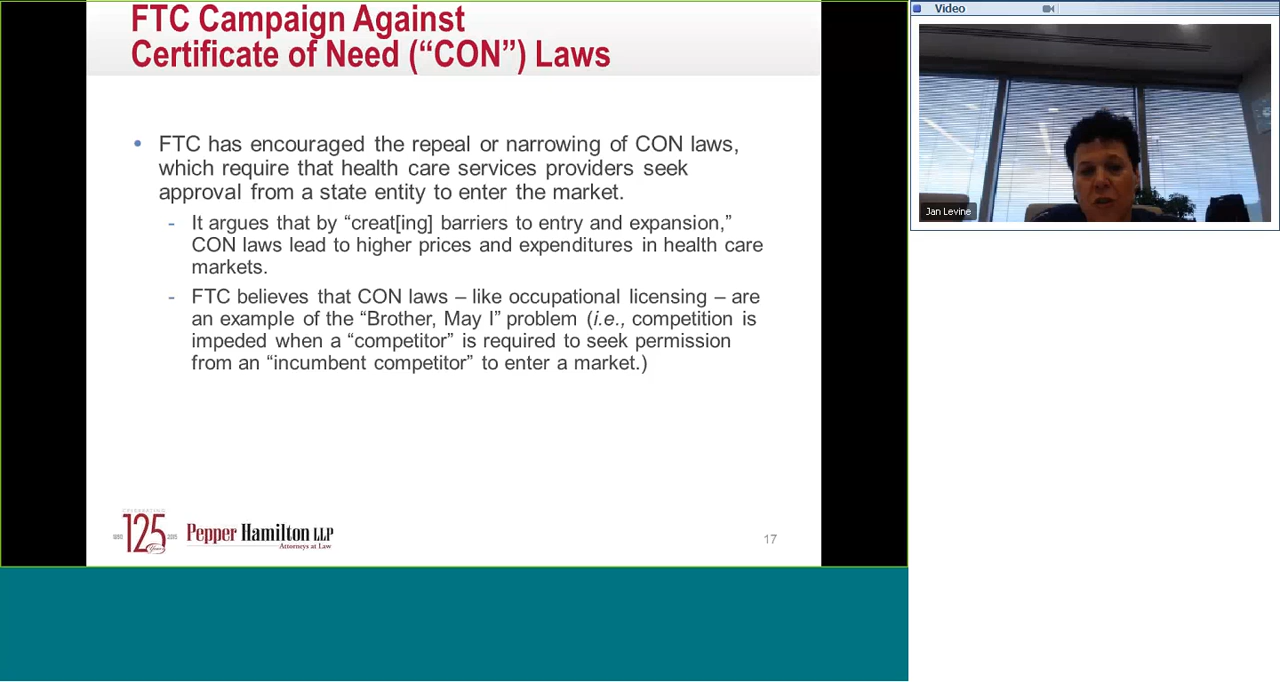 FTC Campaign Against
Certificate of Need (“CON”) Laws
• FTC has encouraged the repeal or narrowing of CON laws,
which require that health care services providers seek
approval from a state entity to enter the market.
- It argues that by “creat[ing] barriers to entry and expansion,”
CON laws lead to higher prices and expenditures in health care
markets.
- FTC believes that CON laws – like occupational licensing – are
an example of the “Brother, May I” problem (i.e., competition is
impeded when a “competitor” is required to seek permission
from an “incumbent competitor” to enter a market.)
CELEBRATING
1890 125 2015
Years
Pepper Hamilton LLP
Attorneys at Law
17
Video
Jan Levine